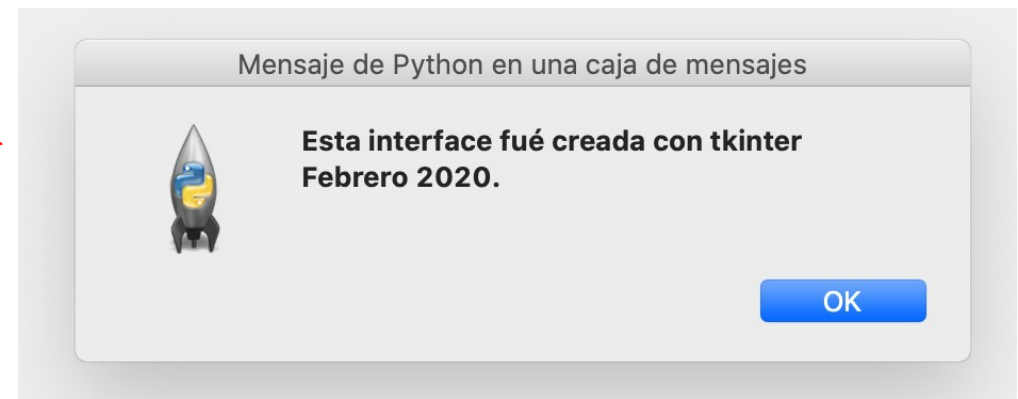 Mensaje de Python en una caja de mensajes
Esta interface fué creada con tkinter
Febrero 2020.
OK